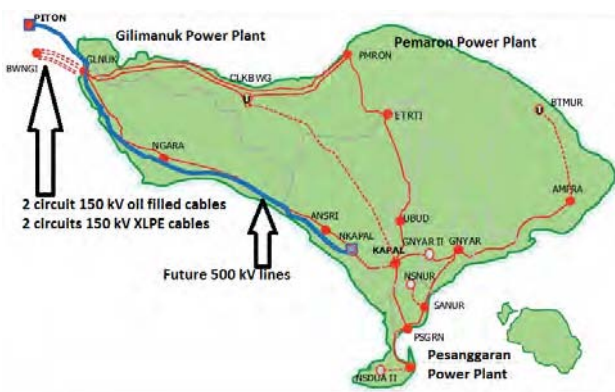 PITON
Gilimanuk Power Plant
Pemaron Power Plant
BWNGI
GLNUK
CLKBWG
PMRON
U
U
BTMUR
ETRTI
NGARA
AMPRA
2 circuit 150 kV oil filled cables
2 circuits 150 kV XLPE cables
ANSRI
NKAPAL
UBUD
GNYAR II
GNYAR
KAPAL
Future 500 kV lines
NSNUR
SANUR
PSGRN
Pesanggaran
Power Plant
NSDUA II